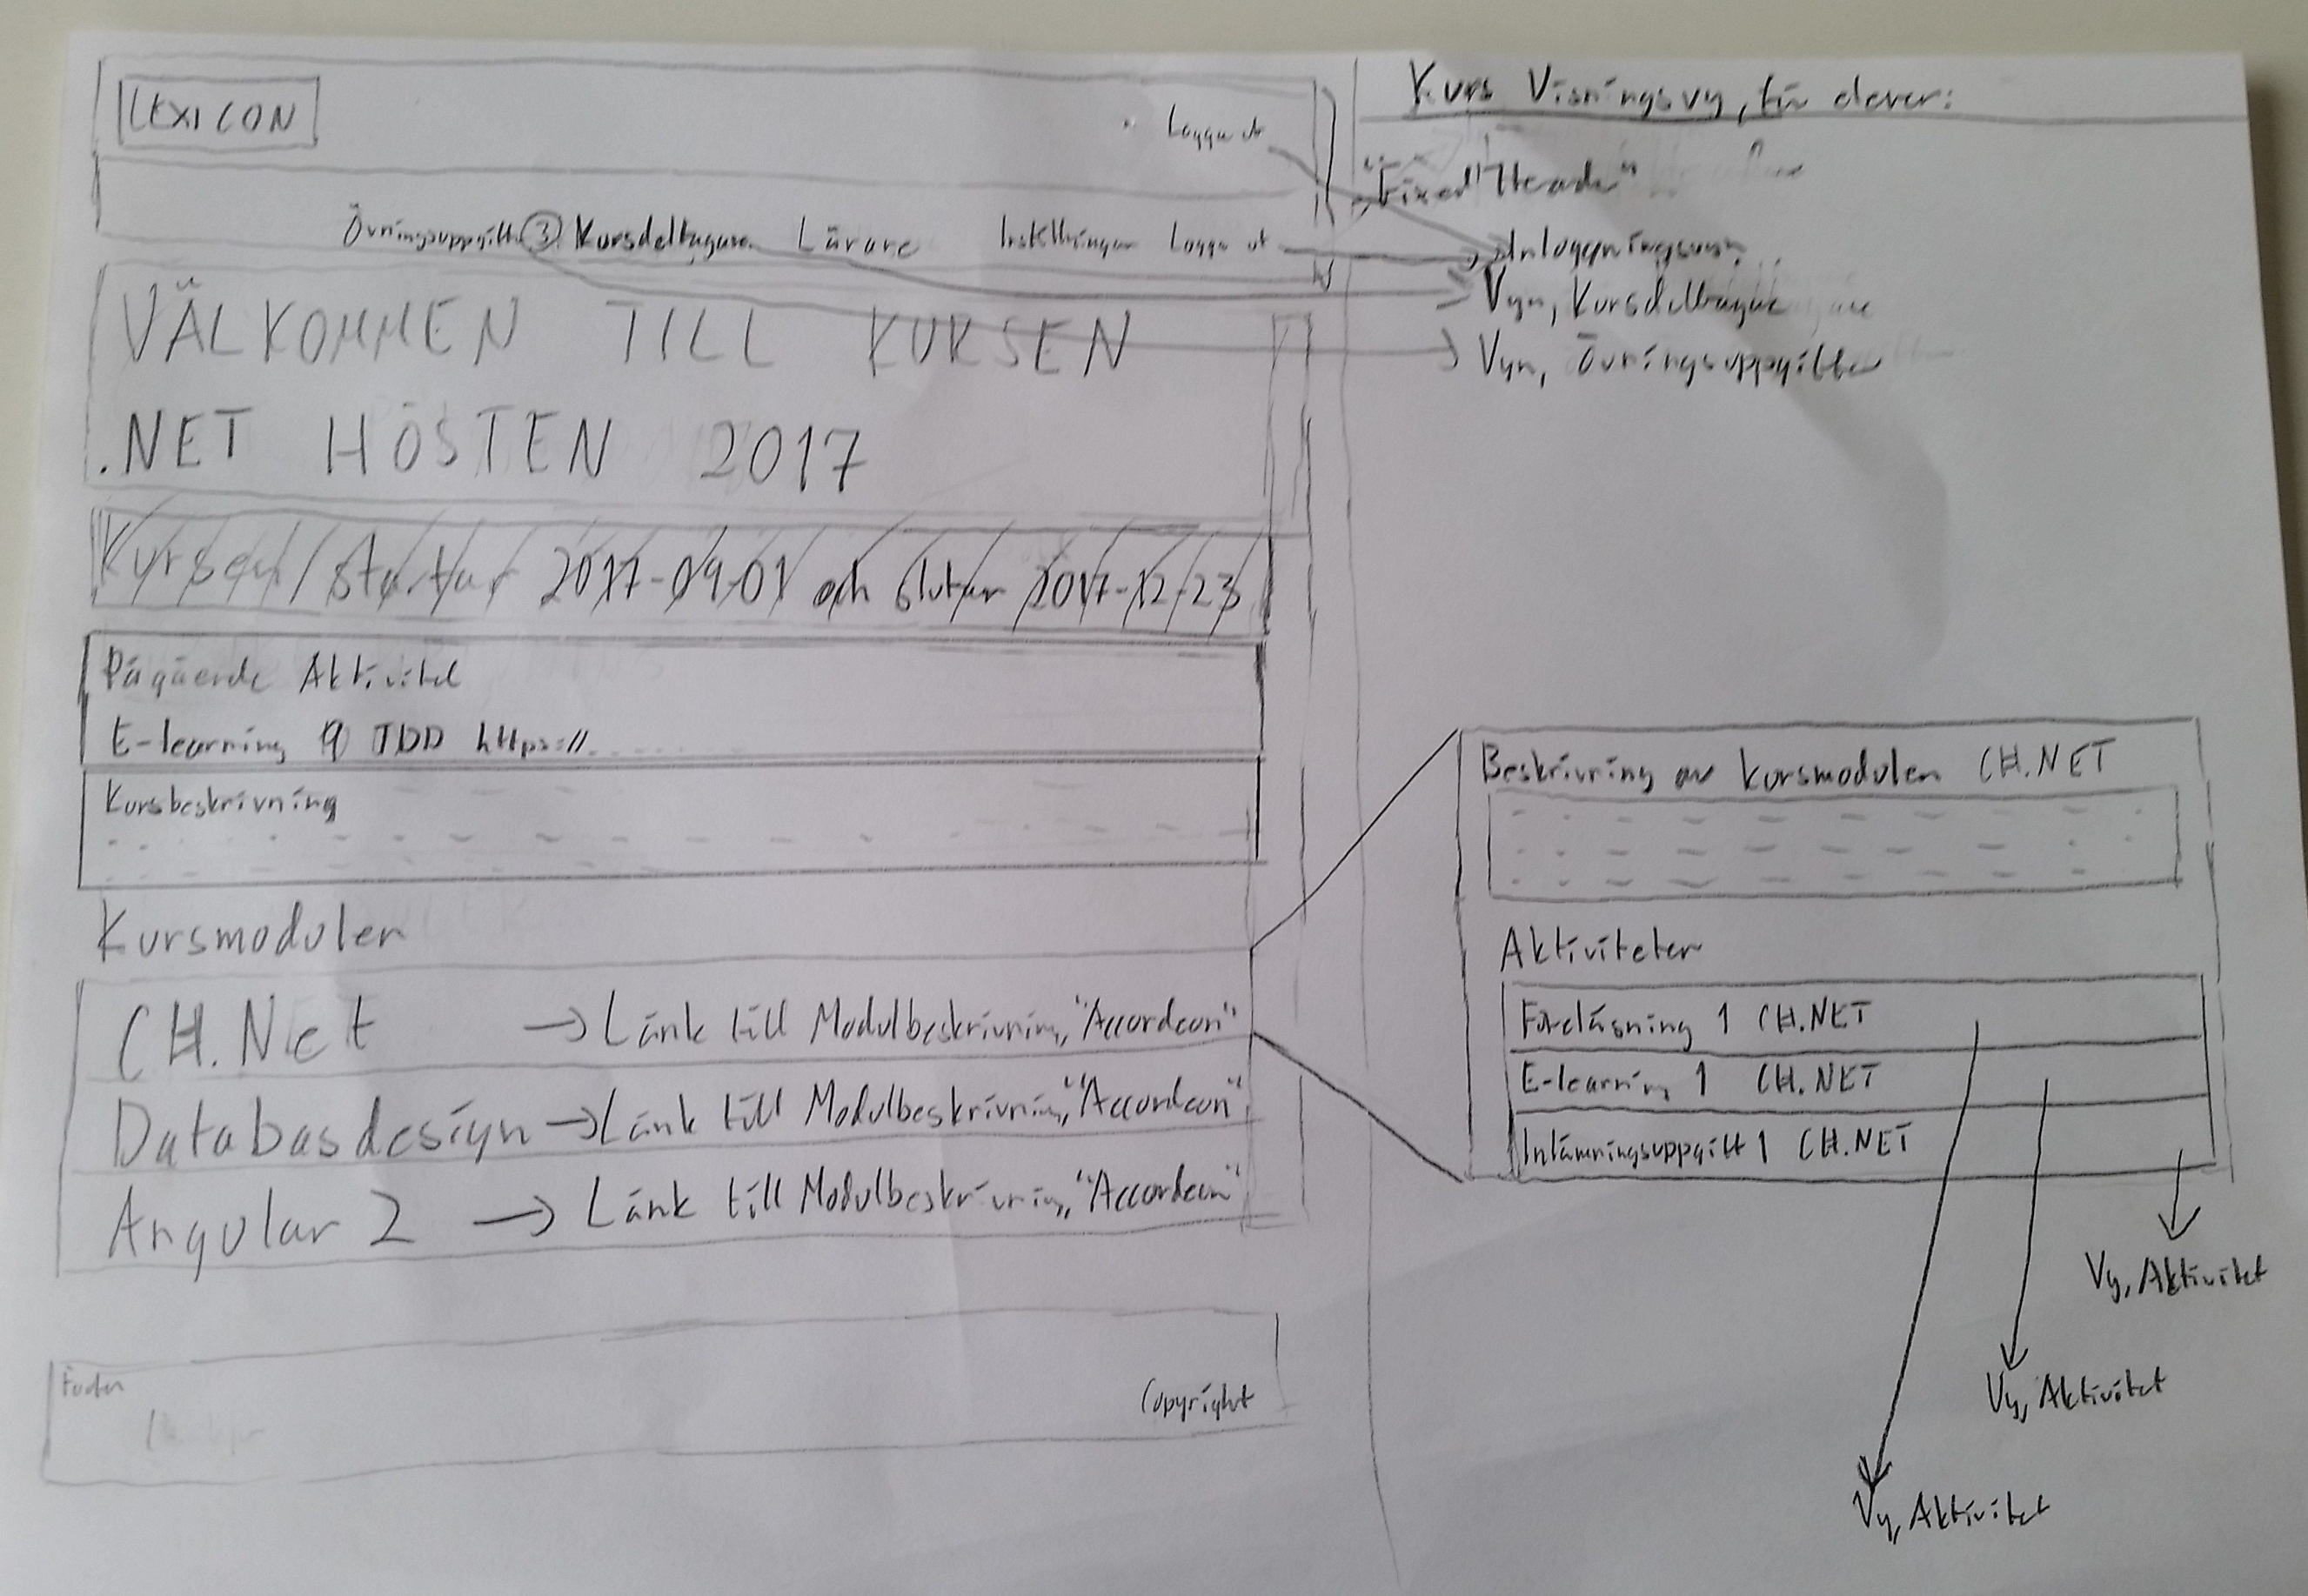 LEXICON
Logga ut
Övningsuppgifter 3 Kursdeltagare Lärare Inställningar Logga ut
VÄLKOMMEN TILL KURSEN
.NET HÖSTEN 2017
Kursen startar 2017-09-01 och slutar 2017-12-23
Pågående Aktivitet
E-learning 9 TDD https://......
Kursbeskrivning
Kursmoduler
CH.Net → Länk till Modulbeskrivning, "Accordeon"
Databasdesign → Länk till Modulbeskrivning, "Accordeon"
Angular 2 → Länk till Modulbeskrivning, "Accordeon"
Footer
Copyright
Kurs Visningsvy, för elever:
"Fixed Header"
Inloggningsvyn
Vyn, Kursdeltagare
Vyn, Övningsuppgifter
Beskrivning av kursmodulen CH.NET
Aktiviteter
Föreläsning 1 CH.NET
E-learning 1 CH.NET
Inlämningsuppgift 1 CH.NET
Vy, Aktivitet
Vy, Aktivitet
Vy, Aktivitet